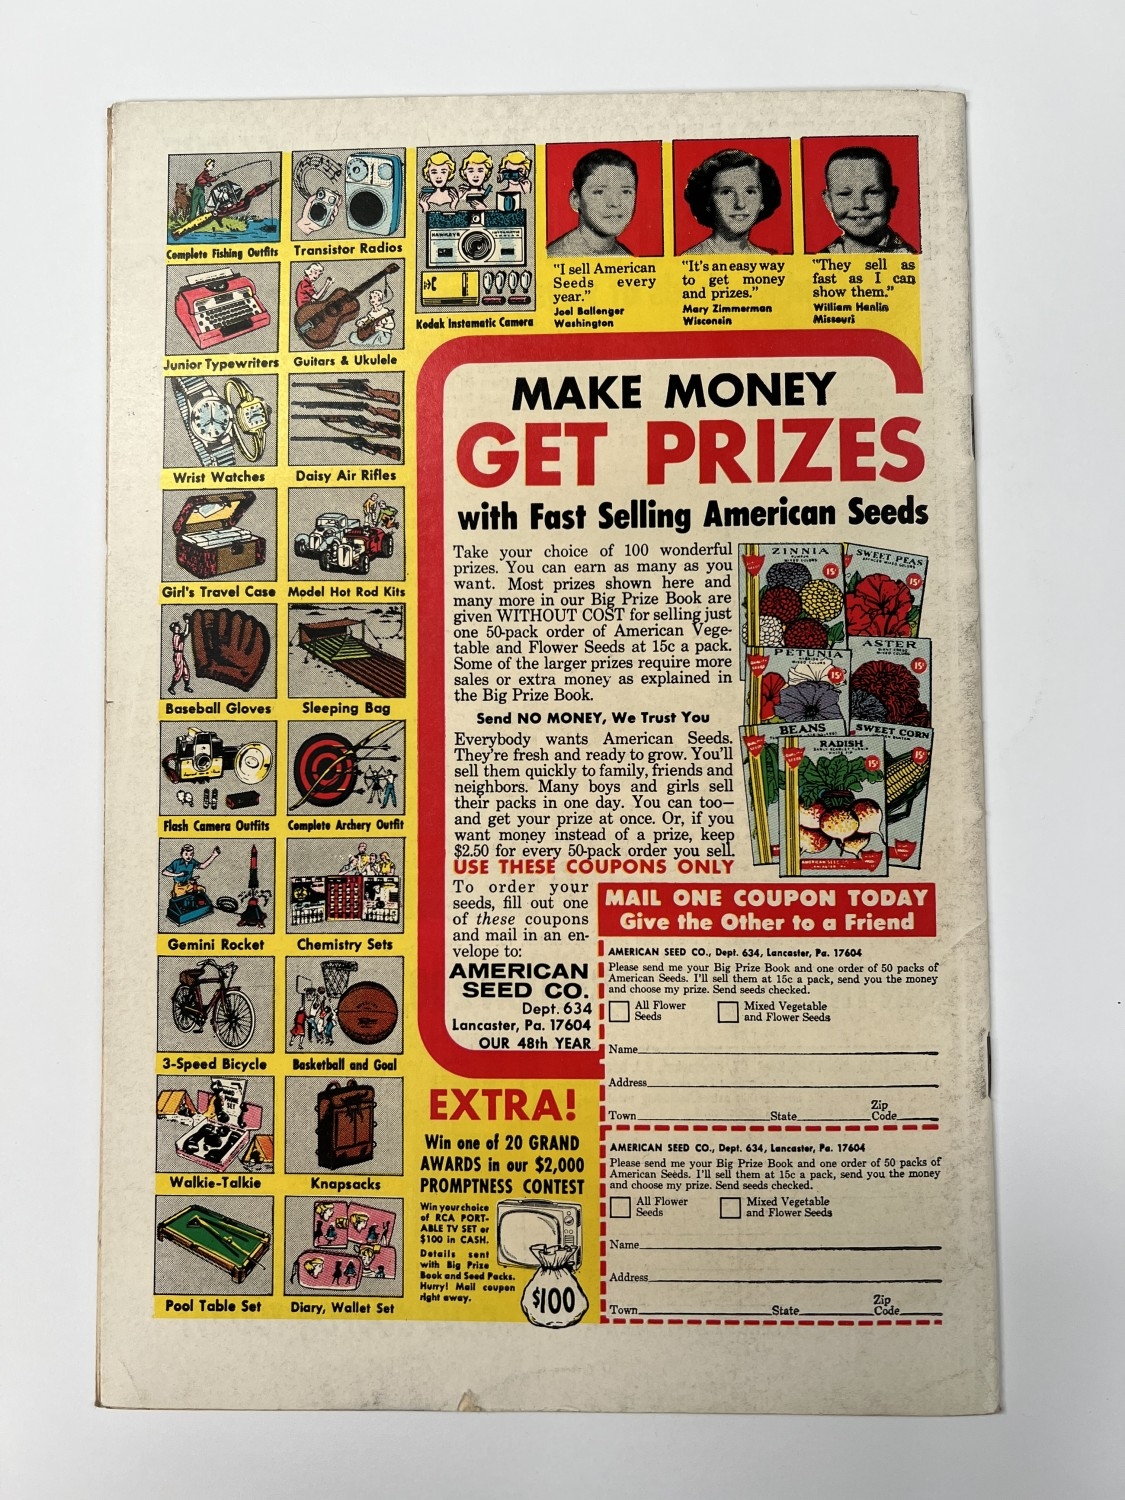 Complete Fishing Outfits
Transistor Radios
HAWKEYE
Kodak Instamatic Camera
Junior Typewriters
Guitars & Ukulele
Wrist Watches
Daisy Air Rifles
Girl's Travel Case
Model Hot Rod Kits
Baseball Gloves
Sleeping Bag
Flash Camera Outfits
Complete Archery Outfit
Gemini Rocket
Chemistry Sets
3-Speed Bicycle
Basketball and Goal
Walkie-Talkie
Knapsacks
Pool Table Set
Diary, Wallet Set
"I sell American
Seeds every
year."
Joel Ballenger
Washington
"It's an easy way
to get money
and prizes."
Mary Zimmerman
Wisconsin
"They sell as
fast as I can
show them."
William Hanlin
Missouri
MAKE MONEY
GET PRIZES
with Fast Selling American Seeds
Take your choice of 100 wonderful
prizes. You can earn as many as you
want. Most prizes shown here and
many more in our Big Prize Book are
given WITHOUT COST for selling just
one 50-pack order of American Vege-
table and Flower Seeds at 15c a pack.
Some of the larger prizes require more
sales or extra money as explained in
the Big Prize Book.
Send NO MONEY, We Trust You
Everybody wants American Seeds.
They're fresh and ready to grow. You'll
sell them quickly to family, friends and
neighbors. Many boys and girls sell
their packs in one day. You can too—
and get your prize at once. Or, if you
want money instead of a prize, keep
$2.50 for every 50-pack order you sell.
USE THESE COUPONS ONLY
To order your
seeds, fill out one
of these coupons
and mail in an en-
velope to:
AMERICAN
SEED CO.
Dept. 634
Lancaster, Pa. 17604
OUR 48th YEAR
ZINNIA
MIXED COLORS
15¢
SWEET PEAS
15¢
PETUNIA
MIXED COLORS
15¢
ASTER
15¢
BEANS
SWEET CORN
15¢
RADISH
15¢
AMERICAN SEED CO.
MAIL ONE COUPON TODAY
Give the Other to a Friend
AMERICAN SEED CO., Dept. 634, Lancaster, Pa. 17604
Please send me your Big Prize Book and one order of 50 packs of
American Seeds. I'll sell them at 15c a pack, send you the money
and choose my prize. Send seeds checked.
All Flower
Seeds
Mixed Vegetable
and Flower Seeds
Name
Address
Town State Zip Code
AMERICAN SEED CO., Dept. 634, Lancaster, Pa. 17604
Please send me your Big Prize Book and one order of 50 packs of
American Seeds. I'll sell them at 15c a pack, send you the money
and choose my prize. Send seeds checked.
All Flower
Seeds
Mixed Vegetable
and Flower Seeds
Name
Address
Town State Zip Code
EXTRA!
Win one of 20 GRAND
AWARDS in our $2,000
PROMPTNESS CONTEST
Win your choice
of RCA PORT-
ABLE TV SET or
$100 in CASH.
Details sent
with Big Prize
Book and Seed Packs.
Hurry! Mail coupon
right away.
$100